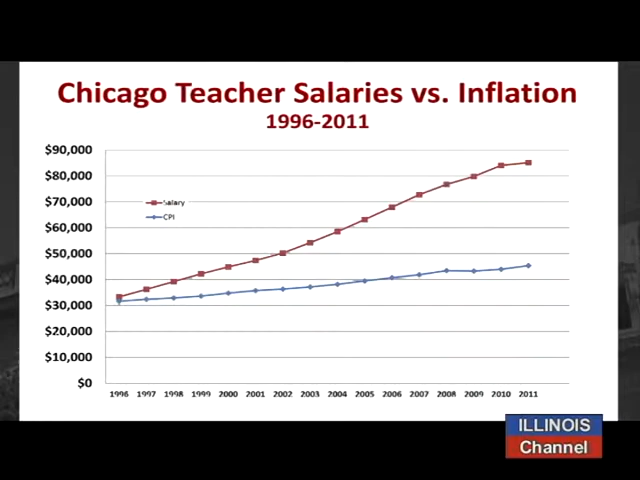 Chicago Teacher Salaries vs. Inflation
1996-2011
$90,000
$80,000
$70,000
$60,000
$50,000
$40,000
$30,000
$20,000
$10,000
$0
Salary
CPI
1996 1997 1998 1999 2000 2001 2002 2003 2004 2005 2006 2007 2008 2009 2010 2011
ILLINOIS
Channel